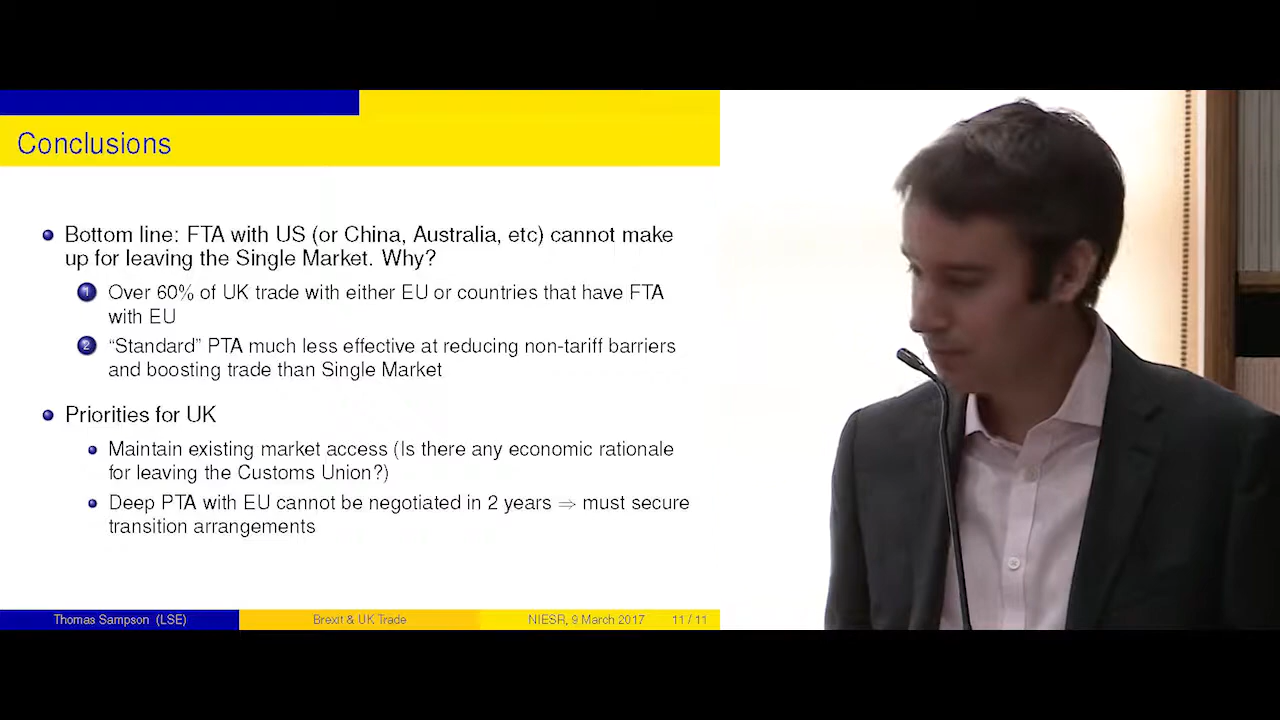 Conclusions
Bottom line: FTA with US (or China, Australia, etc) cannot make
up for leaving the Single Market. Why?
1 Over 60% of UK trade with either EU or countries that have FTA
with EU
2 “Standard” PTA much less effective at reducing non-tariff barriers
and boosting trade than Single Market
Priorities for UK
Maintain existing market access (Is there any economic rationale
for leaving the Customs Union?)
Deep PTA with EU cannot be negotiated in 2 years ⇒ must secure
transition arrangements
Thomas Sampson (LSE) Brexit & UK Trade NIESR, 9 March 2017 11 / 11